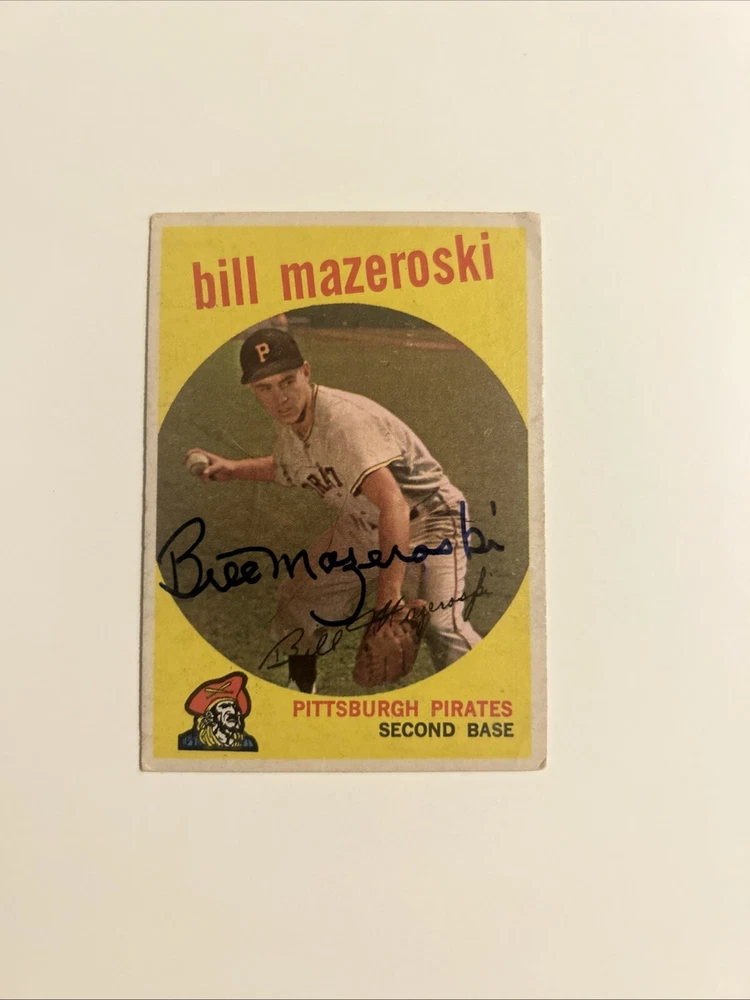 bill mazeroski
P
Bill Mazeroski
Bill Mazeroski
PITTSBURGH PIRATES
SECOND BASE